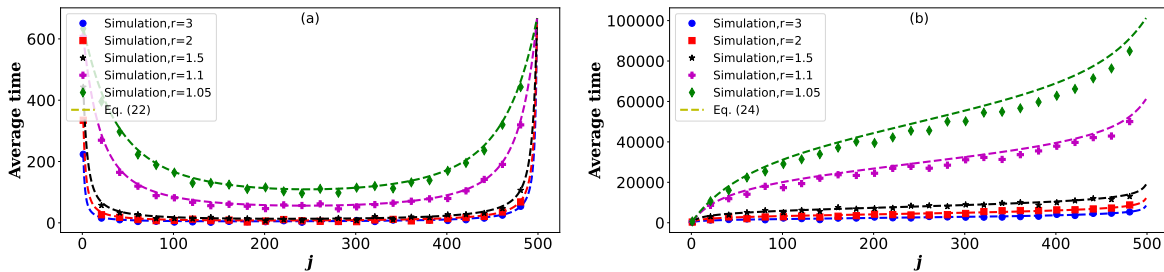 (a)
Simulation,r=3
Simulation,r=2
Simulation,r=1.5
Simulation,r=1.1
Simulation,r=1.05
Eq. (22)
Average time
600
400
200
0
0 100 200 300 400 500
j
(b)
Simulation,r=3
Simulation,r=2
Simulation,r=1.5
Simulation,r=1.1
Simulation,r=1.05
Eq. (24)
Average time
100000
80000
60000
40000
20000
0
0 100 200 300 400 500
j